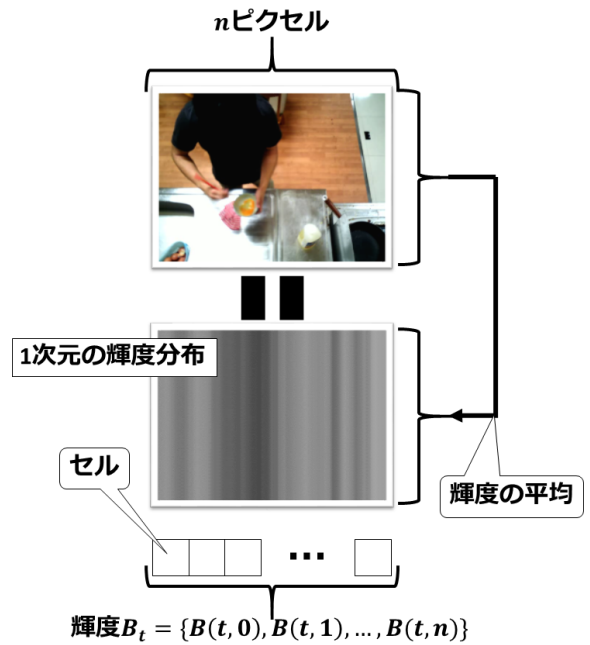 nピクセル
1次元の輝度分布
セル
輝度の平均
…
輝度Bₜ = {B(t, 0), B(t, 1), …, B(t, n)}